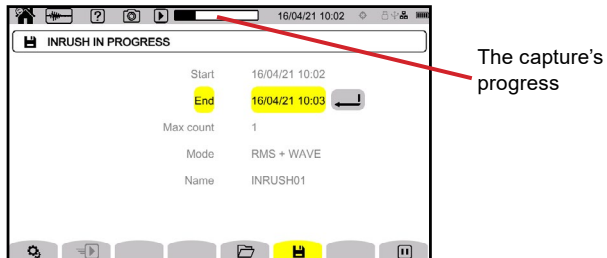 ? 16/04/21 10:02
INRUSH IN PROGRESS
Start 16/04/21 10:02
End 16/04/21 10:03
Max count 1
Mode RMS + WAVE
Name INRUSH01
The capture's
progress